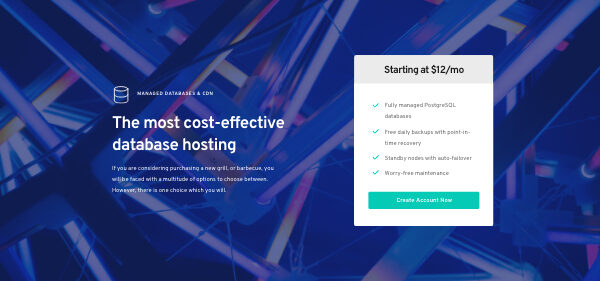 MANAGED DATABASES & CDN
The most cost-effective
database hosting
If you are considering purchasing a new grill, or barbecue, you
will be faced with a multitude of options to choose between.
However, there is one choice which you will.
Starting at $12/mo
Fully managed PostgreSQL
databases
Free daily backups with point-in-
time recovery
Standby nodes with auto-failover
Worry-free maintenance
Create Account Now